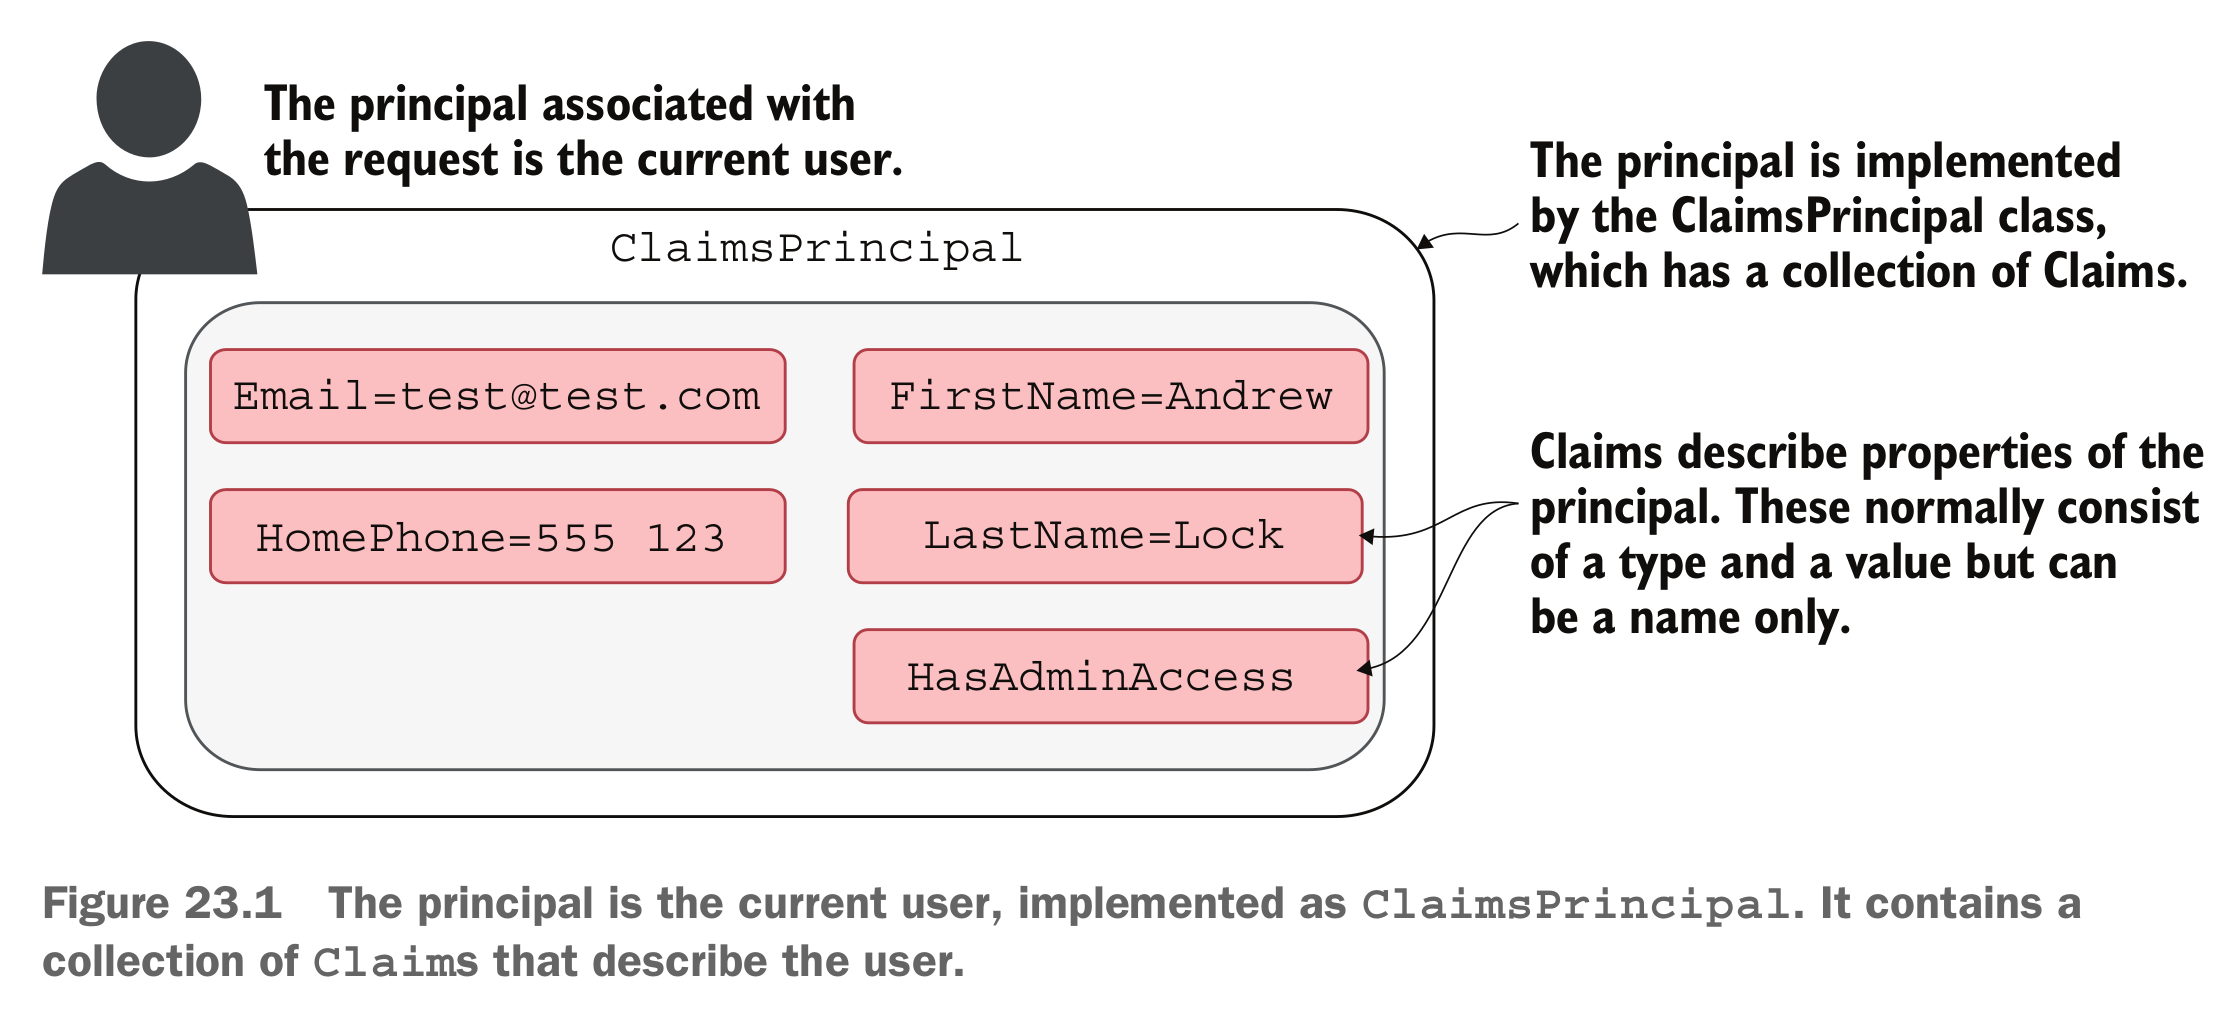 The principal associated with
the request is the current user.
The principal is implemented
by the ClaimsPrincipal class,
which has a collection of Claims.
ClaimsPrincipal
Email=test@test.com
FirstName=Andrew
HomePhone=555 123
LastName=Lock
HasAdminAccess
Claims describe properties of the
principal. These normally consist
of a type and a value but can
be a name only.
Figure 23.1 The principal is the current user, implemented as ClaimsPrincipal. It contains a
collection of Claims that describe the user.